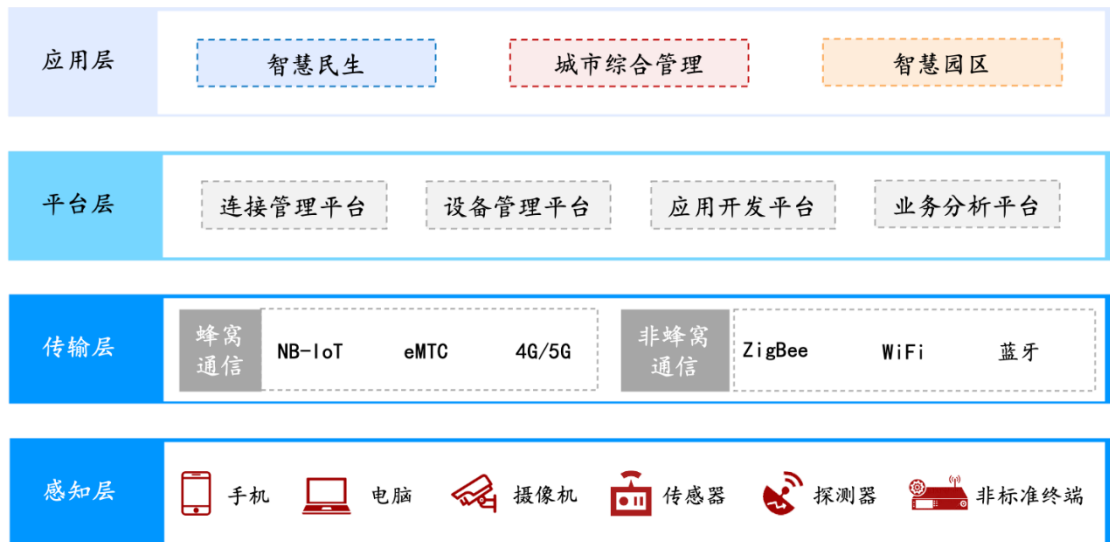 应用层
智慧民生
城市综合管理
智慧园区
平台层
连接管理平台
设备管理平台
应用开发平台
业务分析平台
传输层
蜂窝
通信
NB-IoT
eMTC
4G/5G
非蜂窝
通信
ZigBee
WiFi
蓝牙
感知层
手机
电脑
摄像机
传感器
探测器
非标准终端